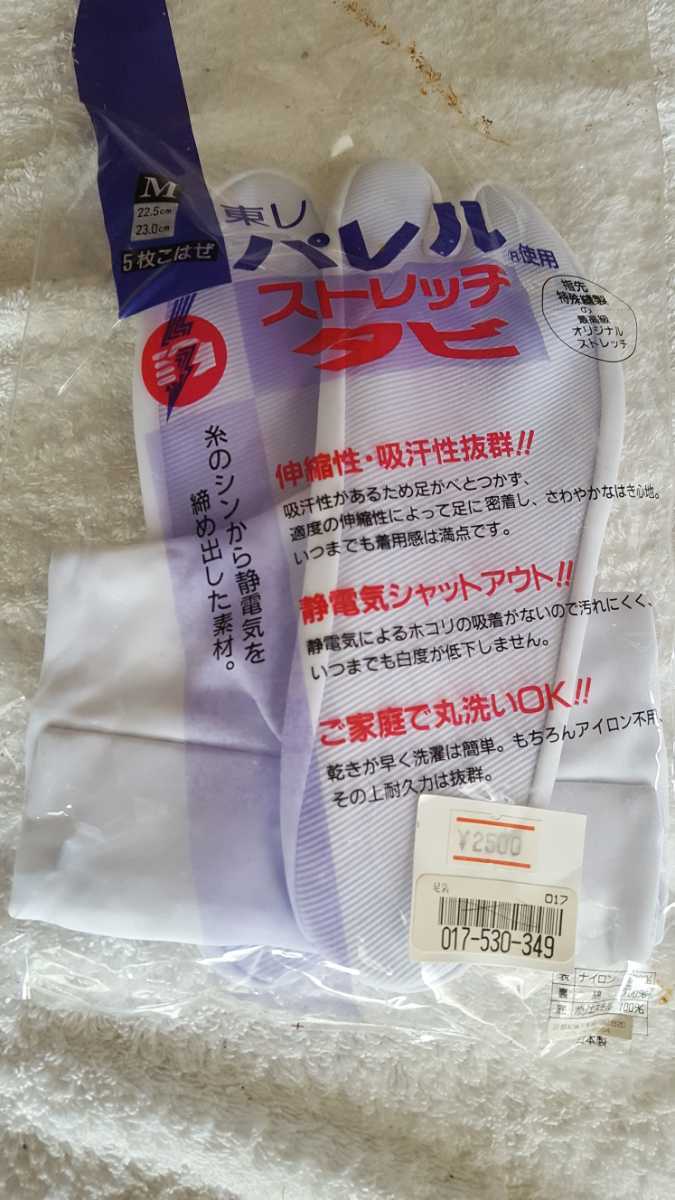 M
22.5cm
23.0cm
5枚こはぜ
東レ
パレル®使用
ストレッチ
タビ
指先
特殊縫製
の
最高級
オリジナル
ストレッチ
糸のシンから静電気を
締め出した素材。
伸縮性・吸汗性抜群!!
吸汗性があるため足がべとつかず、
適度の伸縮性によって足に密着し、さわやかなはき心地。
いつまでも着用感は満点です。
静電気シャットアウト!!
静電気によるホコリの吸着がないので汚れにくく、
いつまでも白度が低下しません。
ご家庭で丸洗いOK!!
乾きが早く洗濯は簡単。もちろんアイロン不用、
その上耐久力は抜群。
¥2500
017
017-530-349
表 ナイロン
裏 綿 100%
底 100%
日本製